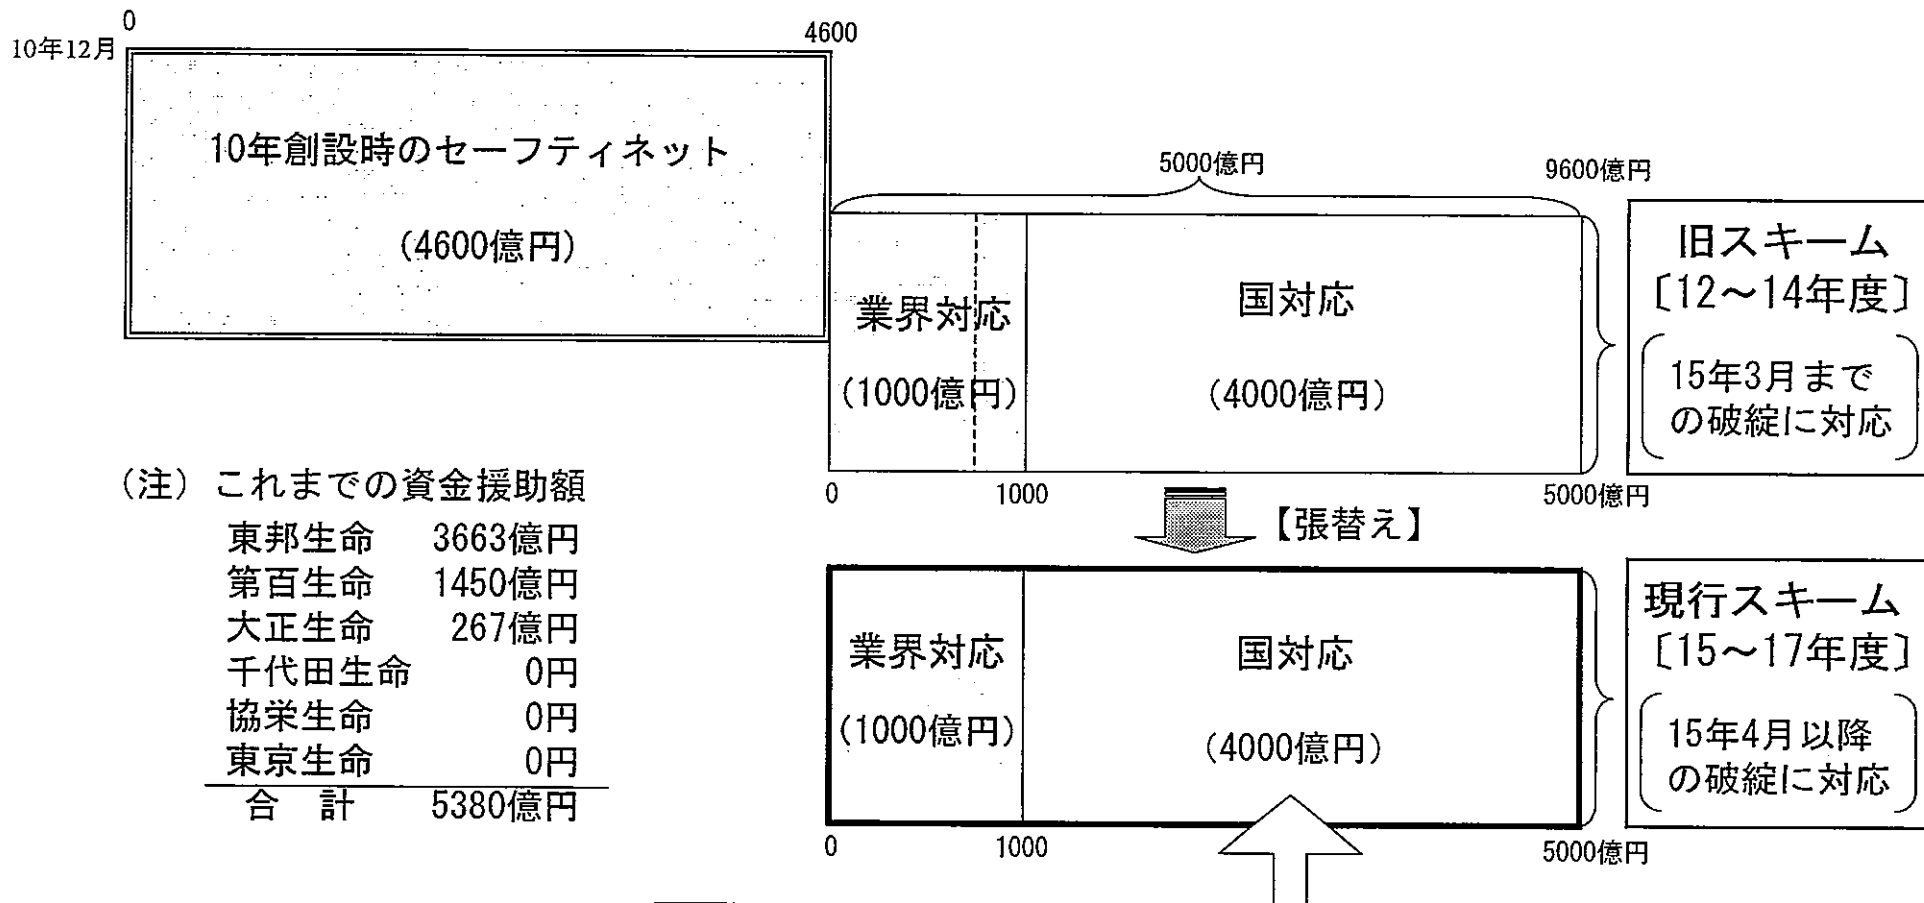 0
4600
10年12月
10年創設時のセーフティネット
(4600億円)
5000億円
9600億円
業界対応
(1000億円)
国対応
(4000億円)
旧スキーム
〔12～14年度〕
15年3月まで
の破綻に対応
0
1000
5000億円
【張替え】
(注) これまでの資金援助額
東邦生命 3663億円
第百生命 1450億円
大正生命 267億円
千代田生命 0円
協栄生命 0円
東京生命 0円
合 計 5380億円
業界対応
(1000億円)
国対応
(4000億円)
現行スキーム
〔15～17年度〕
15年4月以降
の破綻に対応
0
1000
5000億円